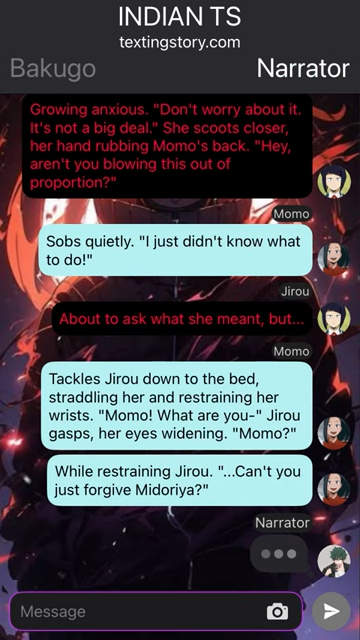 INDIAN TS
textingstory.com
Bakugo
Narrator
Growing anxious. "Don't worry about it.
It's not a big deal." She scoots closer,
her hand rubbing Momo's back. "Hey,
aren't you blowing this out of
proportion?"
Momo
Sobs quietly. "I just didn't know what
to do!"
Jirou
About to ask what she meant, but...
Momo
Tackles Jirou down to the bed,
straddling her and restraining her
wrists. "Momo! What are you-" Jirou
gasps, her eyes widening. "Momo?"
While restraining Jirou. "...Can't you
just forgive Midoriya?"
Narrator
Message